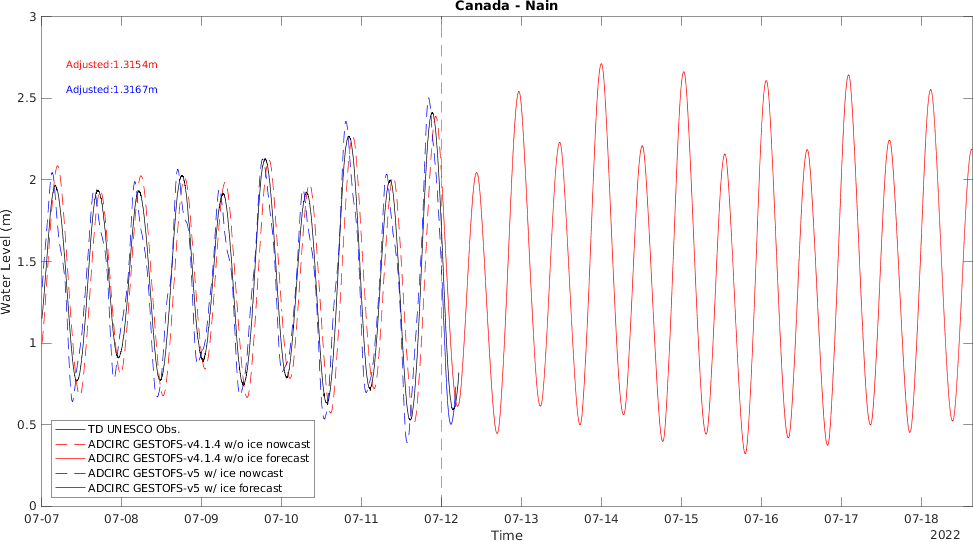 Canada - Nain
3
Adjusted:1.3154m
Adjusted:1.3167m
2.5
2
1.5
1
0.5
0
Water Level (m)
TD UNESCO Obs.
ADCIRC GESTOFS-v4.1.4 w/o ice nowcast
ADCIRC GESTOFS-v4.1.4 w/o ice forecast
ADCIRC GESTOFS-v5 w/ ice nowcast
ADCIRC GESTOFS-v5 w/ ice forecast
07-07 07-08 07-09 07-10 07-11 07-12 07-13 07-14 07-15 07-16 07-17 07-18
2022
Time